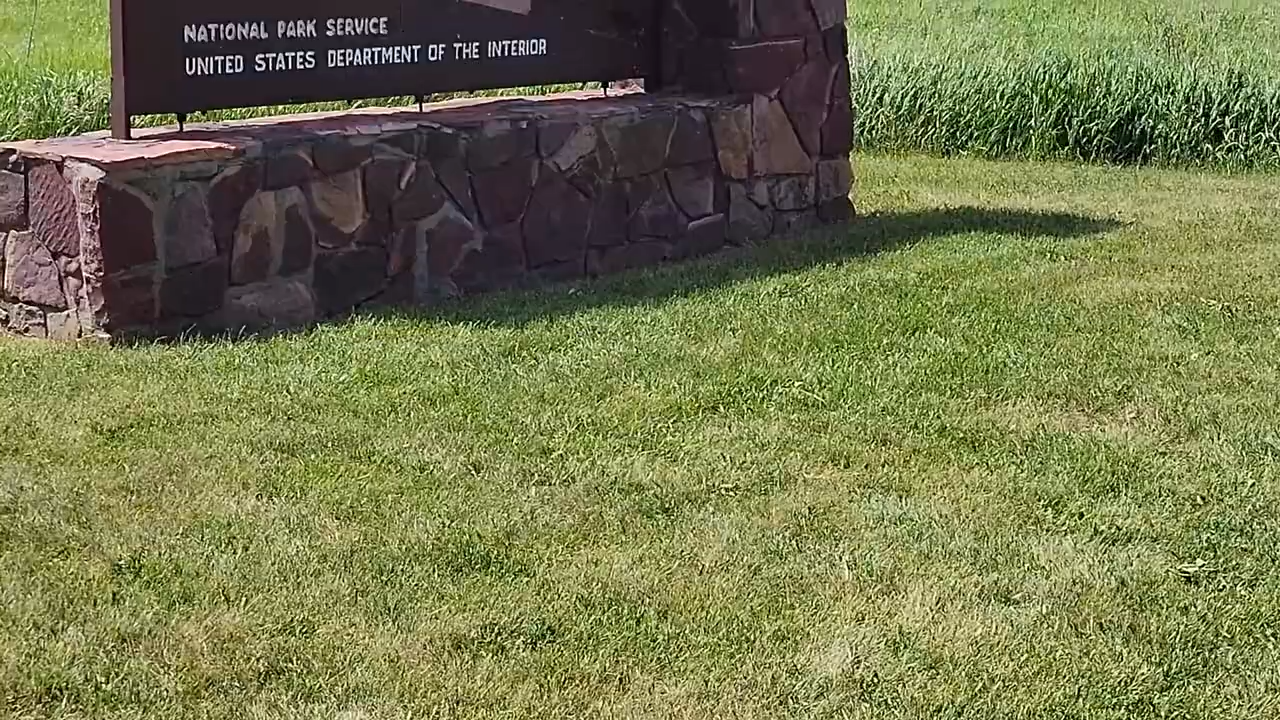 NATIONAL PARK SERVICE
UNITED STATES DEPARTMENT OF THE INTERIOR